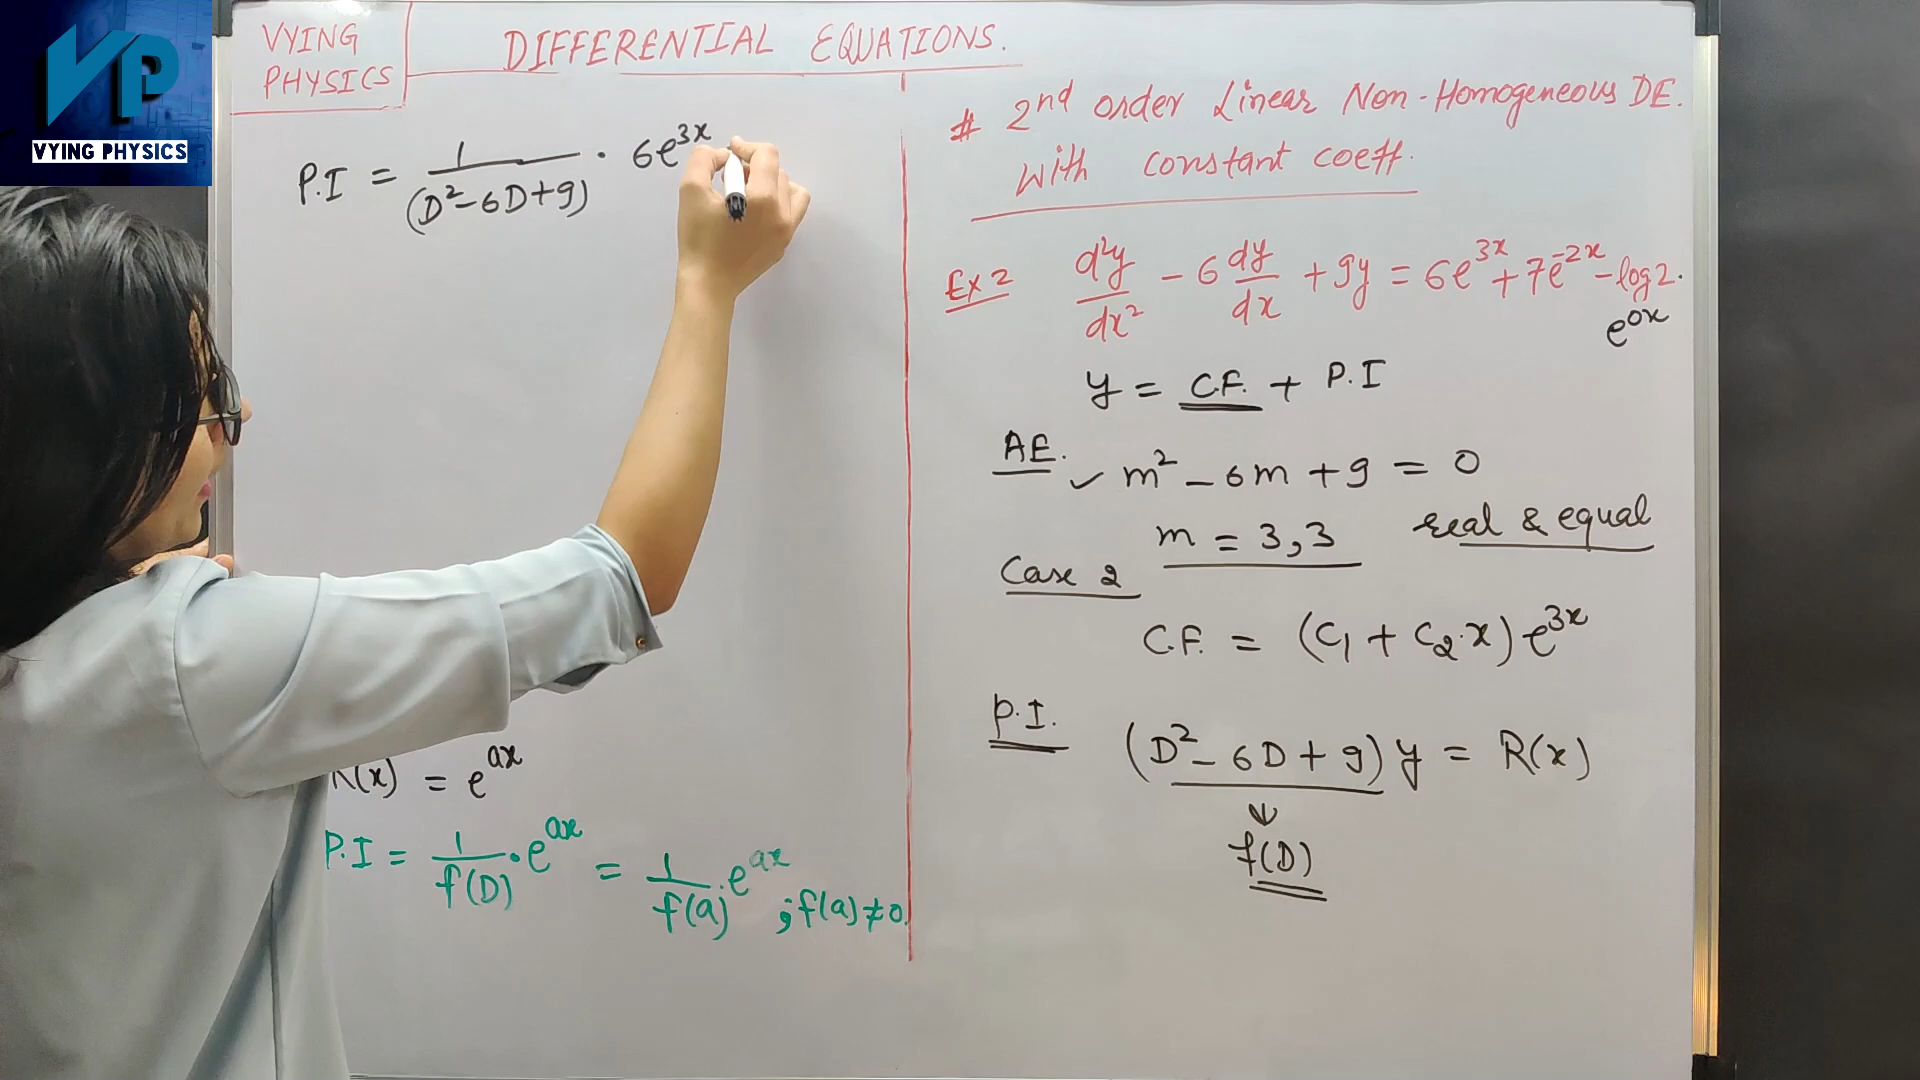 VP
VYING PHYSICS
VYING
PHYSICS
DIFFERENTIAL EQUATIONS.
P.I = 1/(D² - 6D + 9) · 6e^3x
R(x) = e^ax
P.I = 1/f(D) · e^ax = 1/f(a) · e^ax ; f(a) ≠ 0.
# 2nd order Linear Non-Homogeneous DE.
with constant coeff.
Ex 2 d²y/dx² - 6 dy/dx + 9y = 6e^3x + 7e^-2x - log2.
e^0x
y = C.F. + P.I
A.E. ✓ m² - 6m + 9 = 0
m = 3,3 real & equal
Case 2
C.F. = (C₁ + C₂·x) e^3x
P.I. (D² - 6D + 9) y = R(x)
↓
f(D)